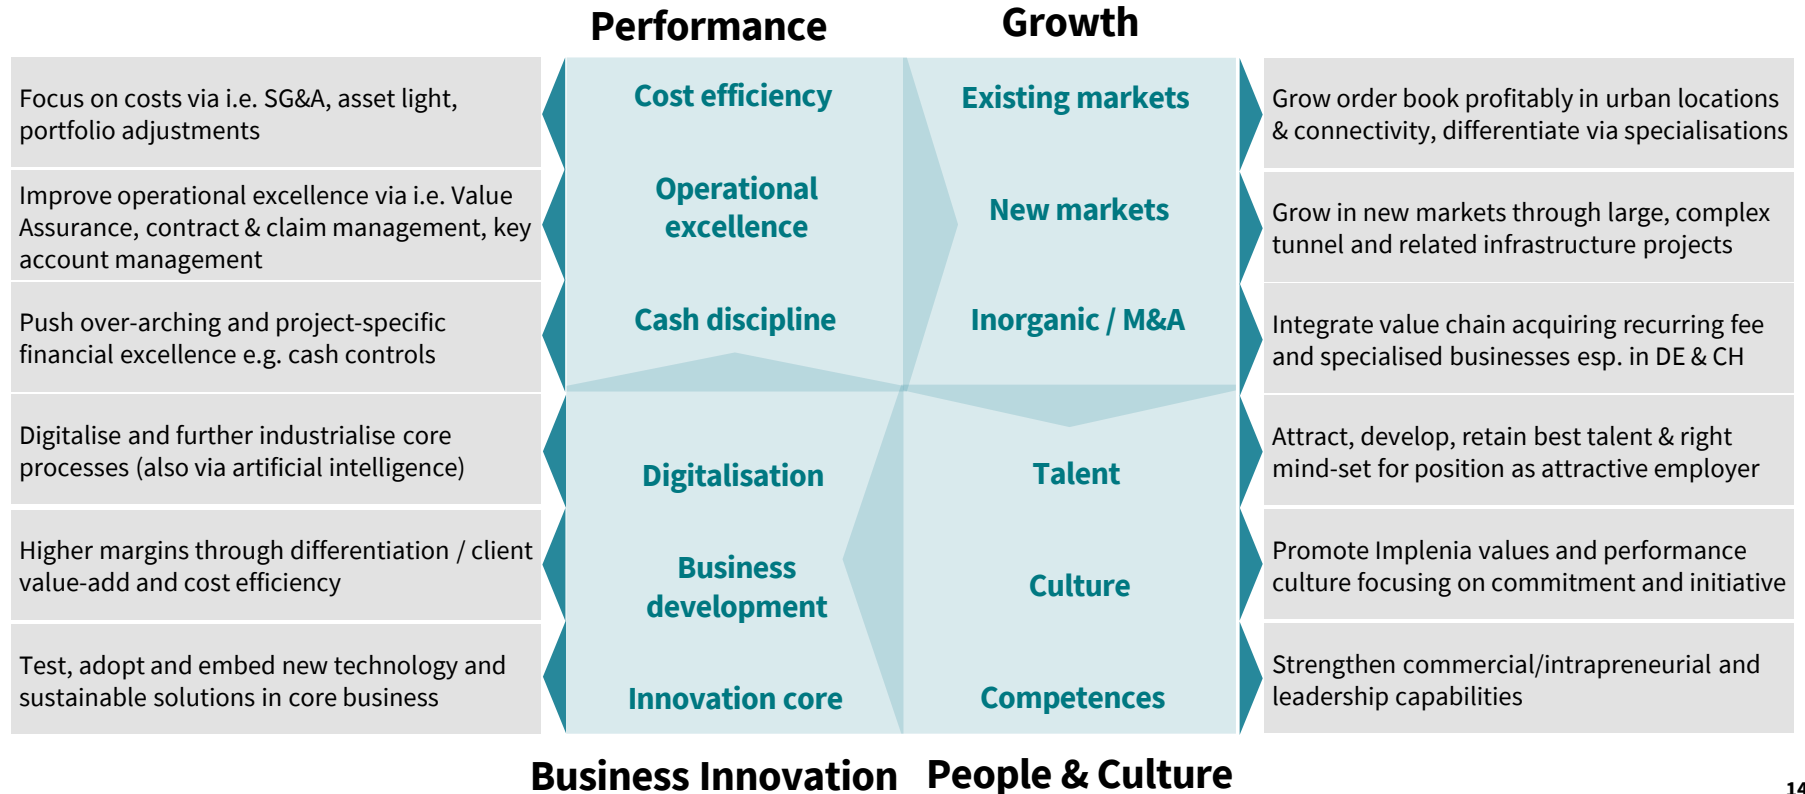 Performance
Growth
Focus on costs via i.e. SG&A, asset light,
portfolio adjustments
Cost efficiency
Existing markets
Grow order book profitably in urban locations
& connectivity, differentiate via specialisations
Improve operational excellence via i.e. Value
Assurance, contract & claim management, key
account management
Operational
excellence
New markets
Grow in new markets through large, complex
tunnel and related infrastructure projects
Push over-arching and project-specific
financial excellence e.g. cash controls
Cash discipline
Inorganic / M&A
Integrate value chain acquiring recurring fee
and specialised businesses esp. in DE & CH
Digitalise and further industrialise core
processes (also via artificial intelligence)
Digitalisation
Talent
Attract, develop, retain best talent & right
mind-set for position as attractive employer
Higher margins through differentiation / client
value-add and cost efficiency
Business
development
Culture
Promote Implenia values and performance
culture focusing on commitment and initiative
Test, adopt and embed new technology and
sustainable solutions in core business
Innovation core
Competences
Strengthen commercial/intrapreneurial and
leadership capabilities
Business Innovation
People & Culture
14